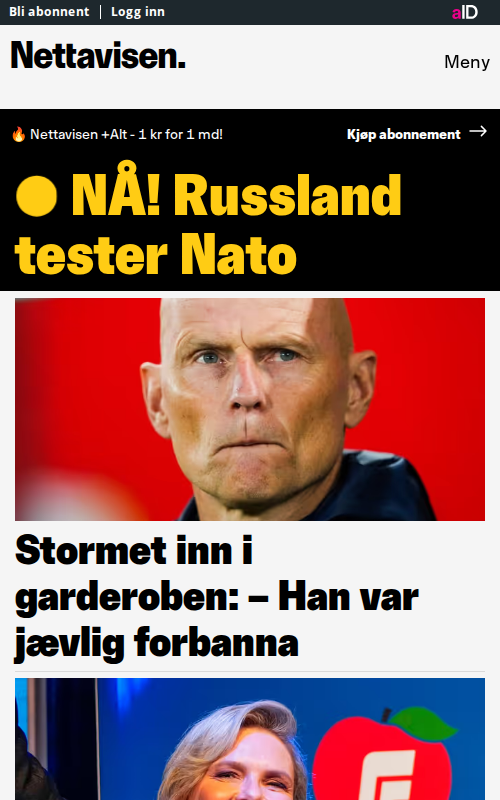 Bli abonnent | Logg inn
aID
Nettavisen.
Meny
🔥 Nettavisen +Alt - 1 kr for 1 md!
Kjøp abonnement →
NÅ! Russland
tester Nato
Stormet inn i
garderoben: – Han var
jævlig forbanna